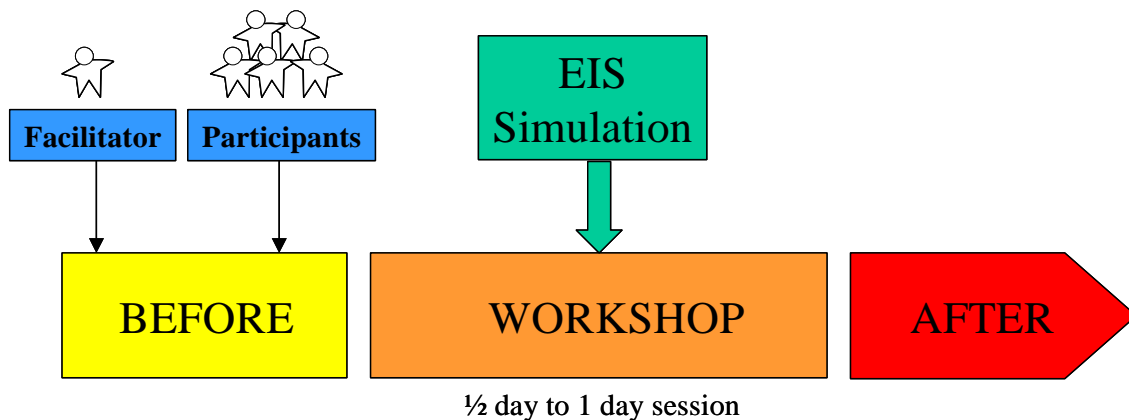 EIS
Simulation
Facilitator
Participants
BEFORE
WORKSHOP
AFTER
½ day to 1 day session